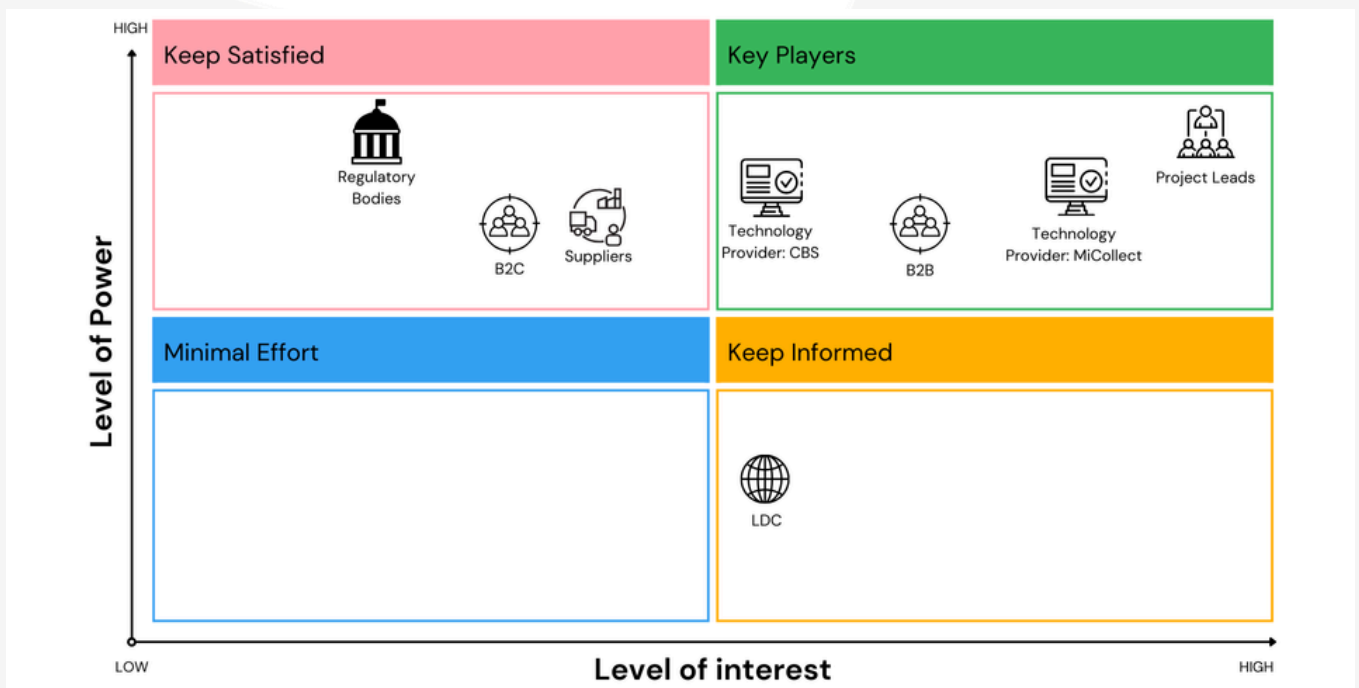 HIGH
Keep Satisfied
Key Players
Regulatory
Bodies
B2C
Suppliers
Technology
Provider: CBS
B2B
Technology
Provider: MiCollect
Project Leads
Level of Power
Minimal Effort
Keep Informed
LDC
LOW
Level of interest
HIGH